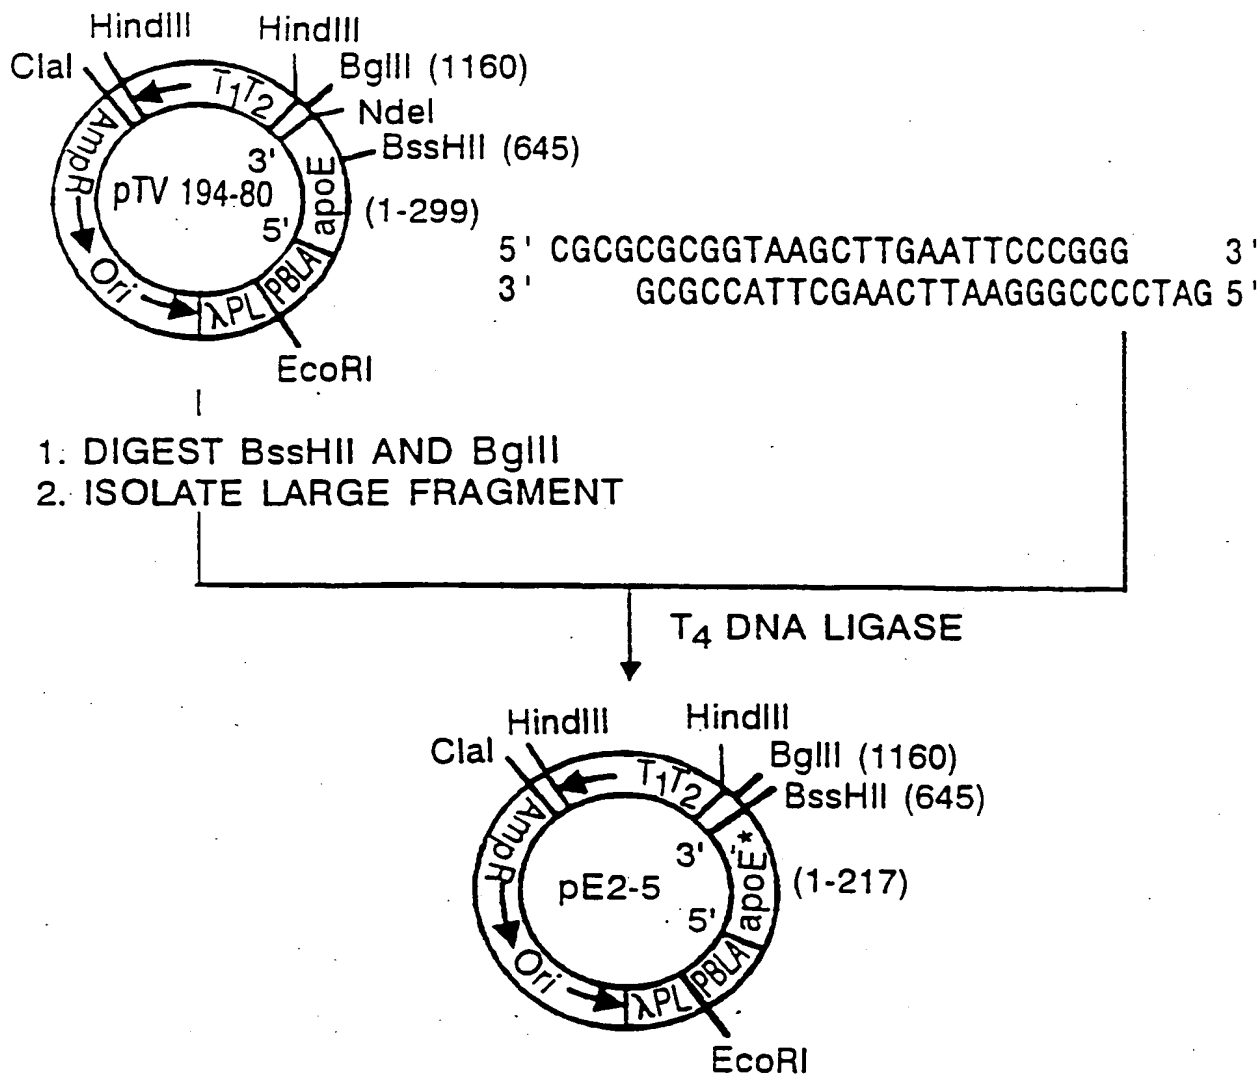 HindIII
HindIII
ClaI
BglII (1160)
NdeI
BssHII (645)
T1T2
AmpR
3'
pTV 194-80
apoE
(1-299)
5'
Ori
λPL
PBLA
EcoRI
5' CGCGCGCGGTAAGCTTGAATTCCCGGG 3'
3' GCGCCATTCGAACTTAAGGGCCCCTAG 5'
1. DIGEST BssHII AND BglII
2. ISOLATE LARGE FRAGMENT
T4 DNA LIGASE
HindIII
HindIII
ClaI
BglII (1160)
BssHII (645)
T1T2
AmpR
3'
apoE*
pE2-5
(1-217)
5'
Ori
λPL
PBLA
EcoRI